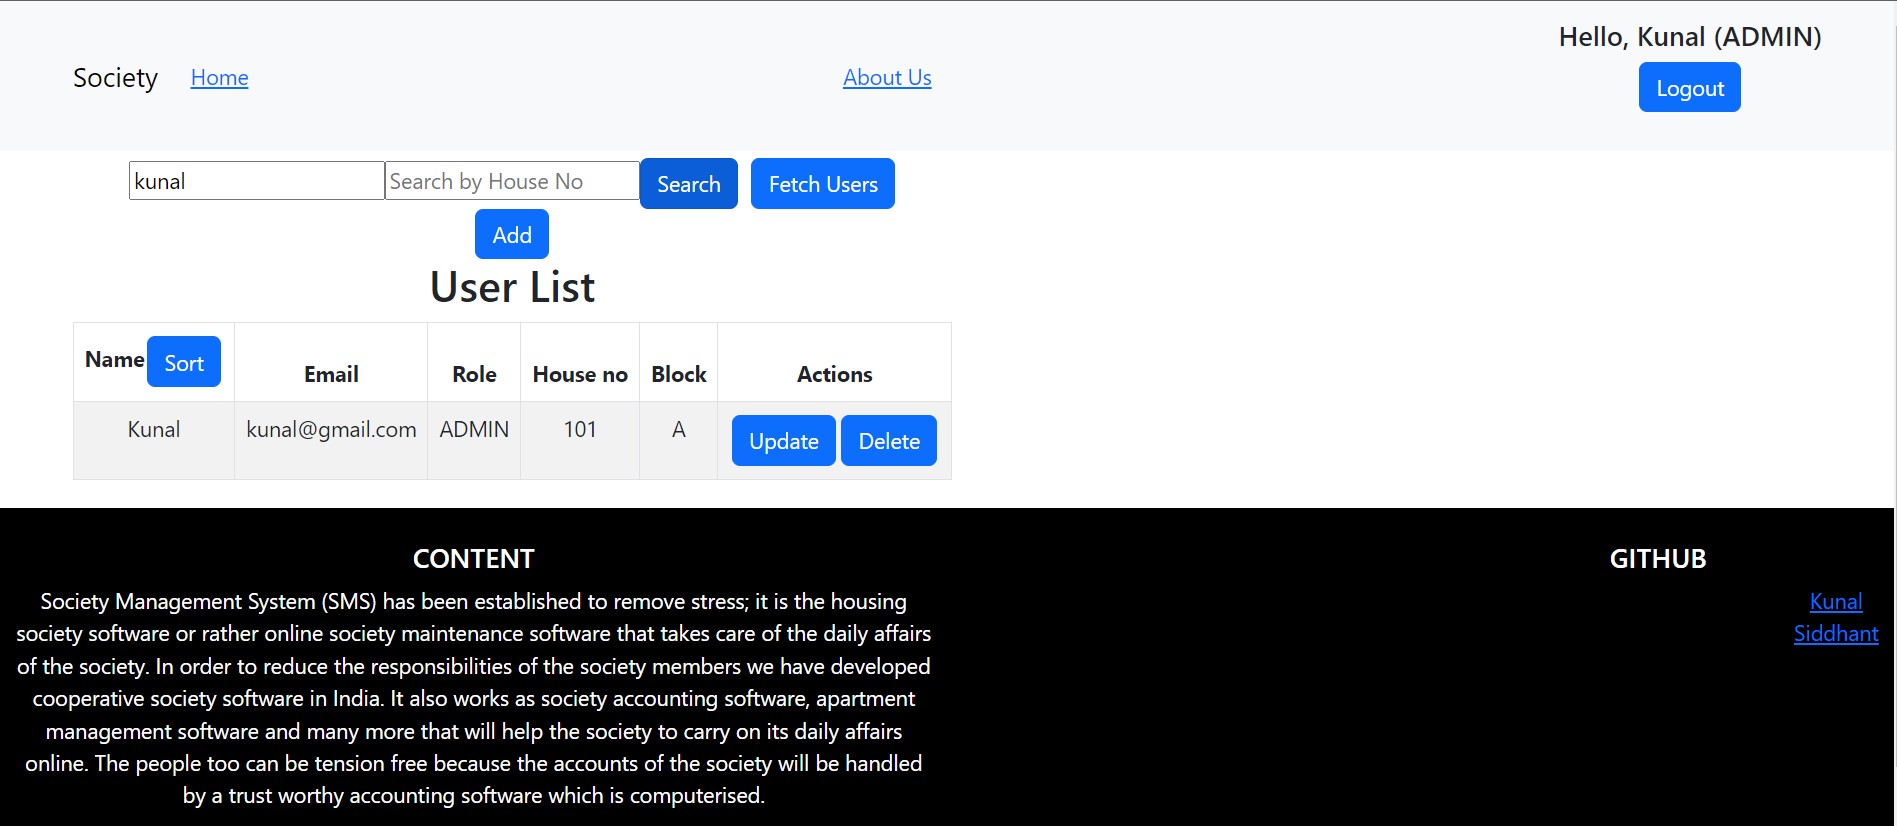 Hello, Kunal (ADMIN)
Society Home About Us Logout
kunal Search by House No Search Fetch Users
Add
User List
Name Sort Email Role House no Block Actions
Kunal kunal@gmail.com ADMIN 101 A Update Delete
CONTENT
Society Management System (SMS) has been established to remove stress; it is the housing
society software or rather online society maintenance software that takes care of the daily affairs
of the society. In order to reduce the responsibilities of the society members we have developed
cooperative society software in India. It also works as society accounting software, apartment
management software and many more that will help the society to carry on its daily affairs
online. The people too can be tension free because the accounts of the society will be handled
by a trust worthy accounting software which is computerised.
GITHUB
Kunal
Siddhant